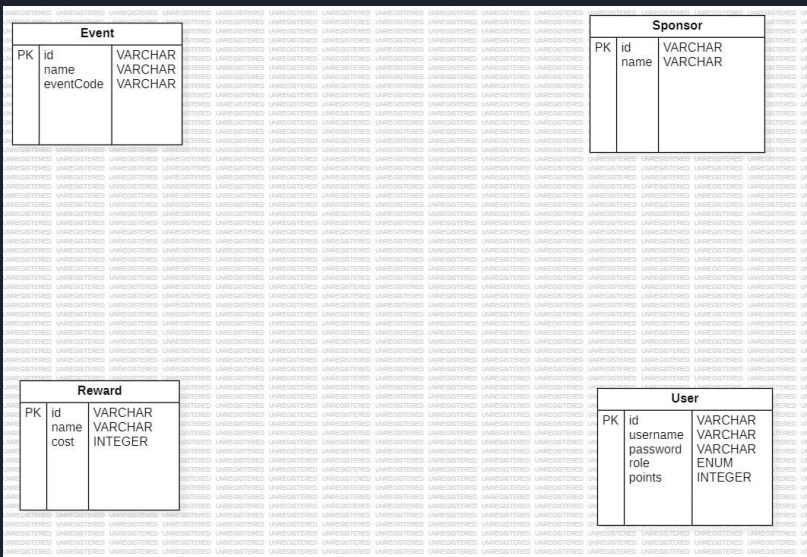 Event
PK id VARCHAR
name VARCHAR
eventCode VARCHAR
Sponsor
PK id VARCHAR
name VARCHAR
Reward
PK id VARCHAR
name VARCHAR
cost INTEGER
User
PK id VARCHAR
username VARCHAR
password VARCHAR
role ENUM
points INTEGER
UNREGISTERED